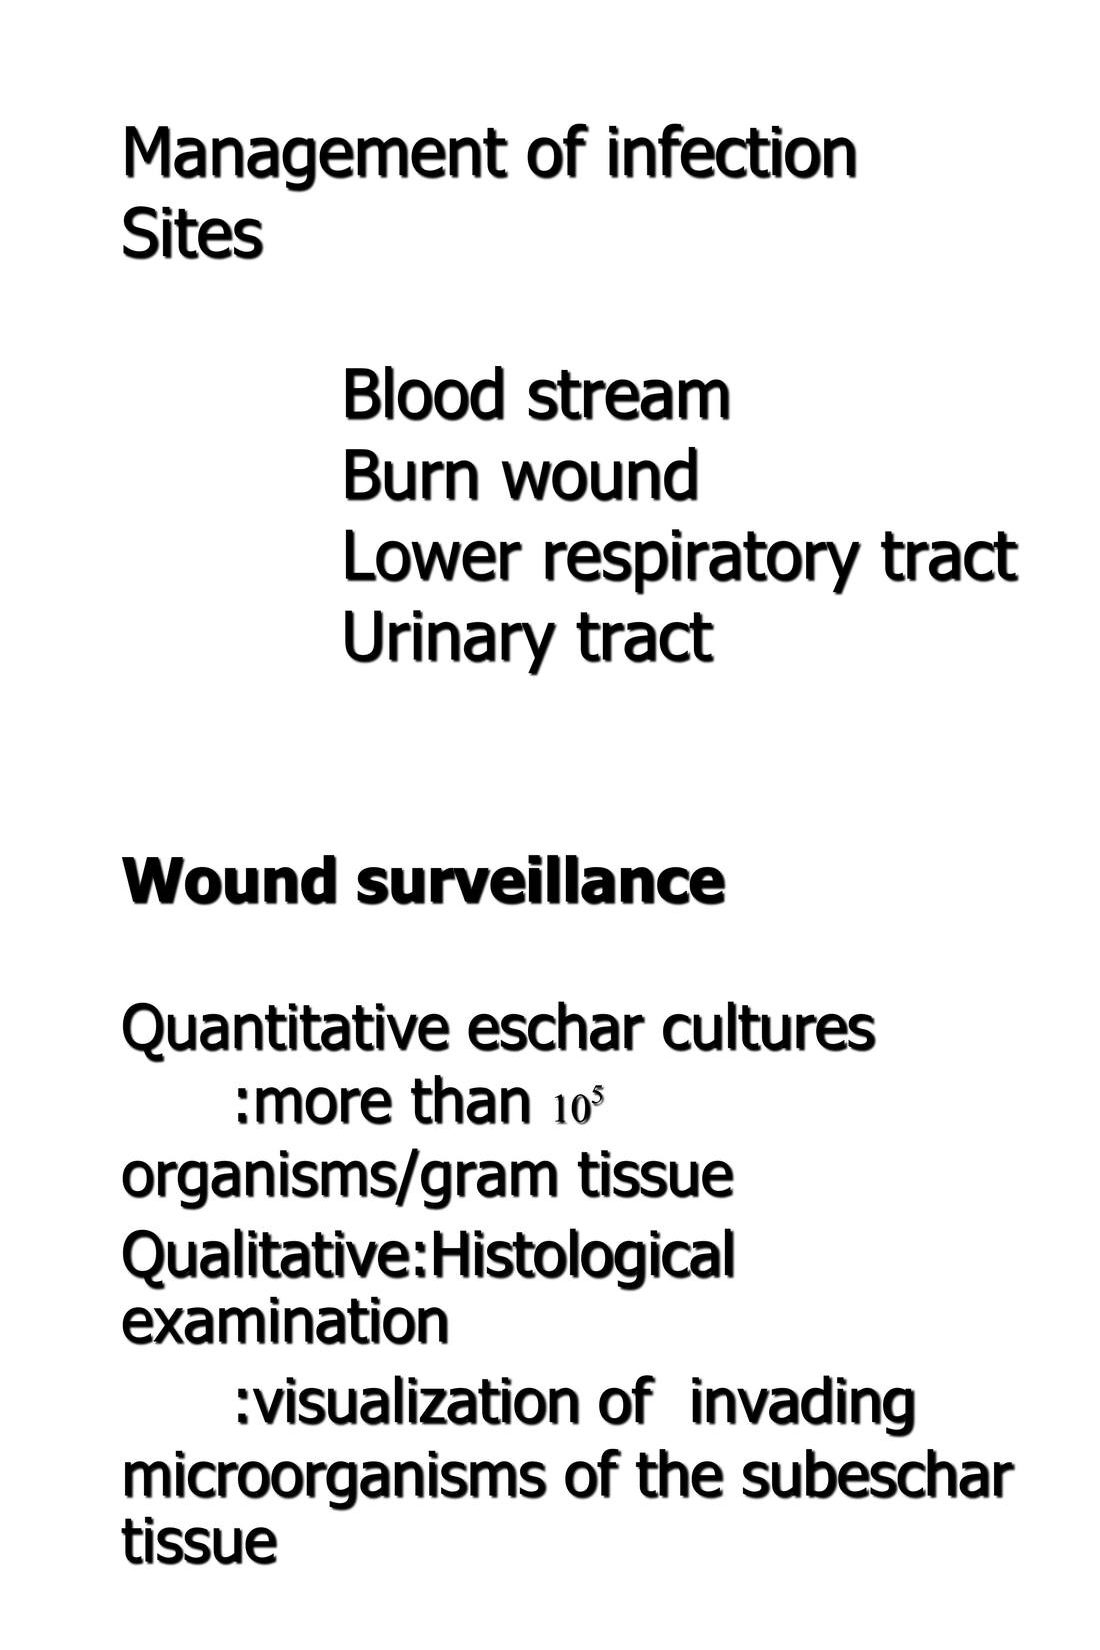 Management of infection
Sites
Blood stream
Burn wound
Lower respiratory tract
Urinary tract
Wound surveillance
Quantitative eschar cultures
:more than 10⁵
organisms/gram tissue
Qualitative:Histological
examination
:visualization of  invading
microorganisms of the subeschar
tissue